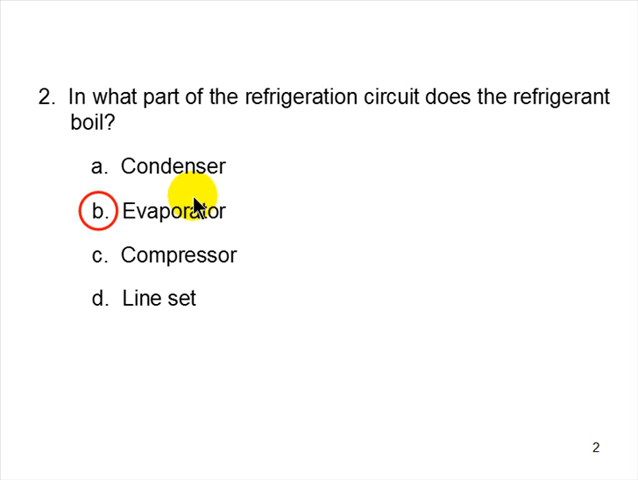 2. In what part of the refrigeration circuit does the refrigerant
boil?
a. Condenser
b. Evaporator
c. Compressor
d. Line set
2